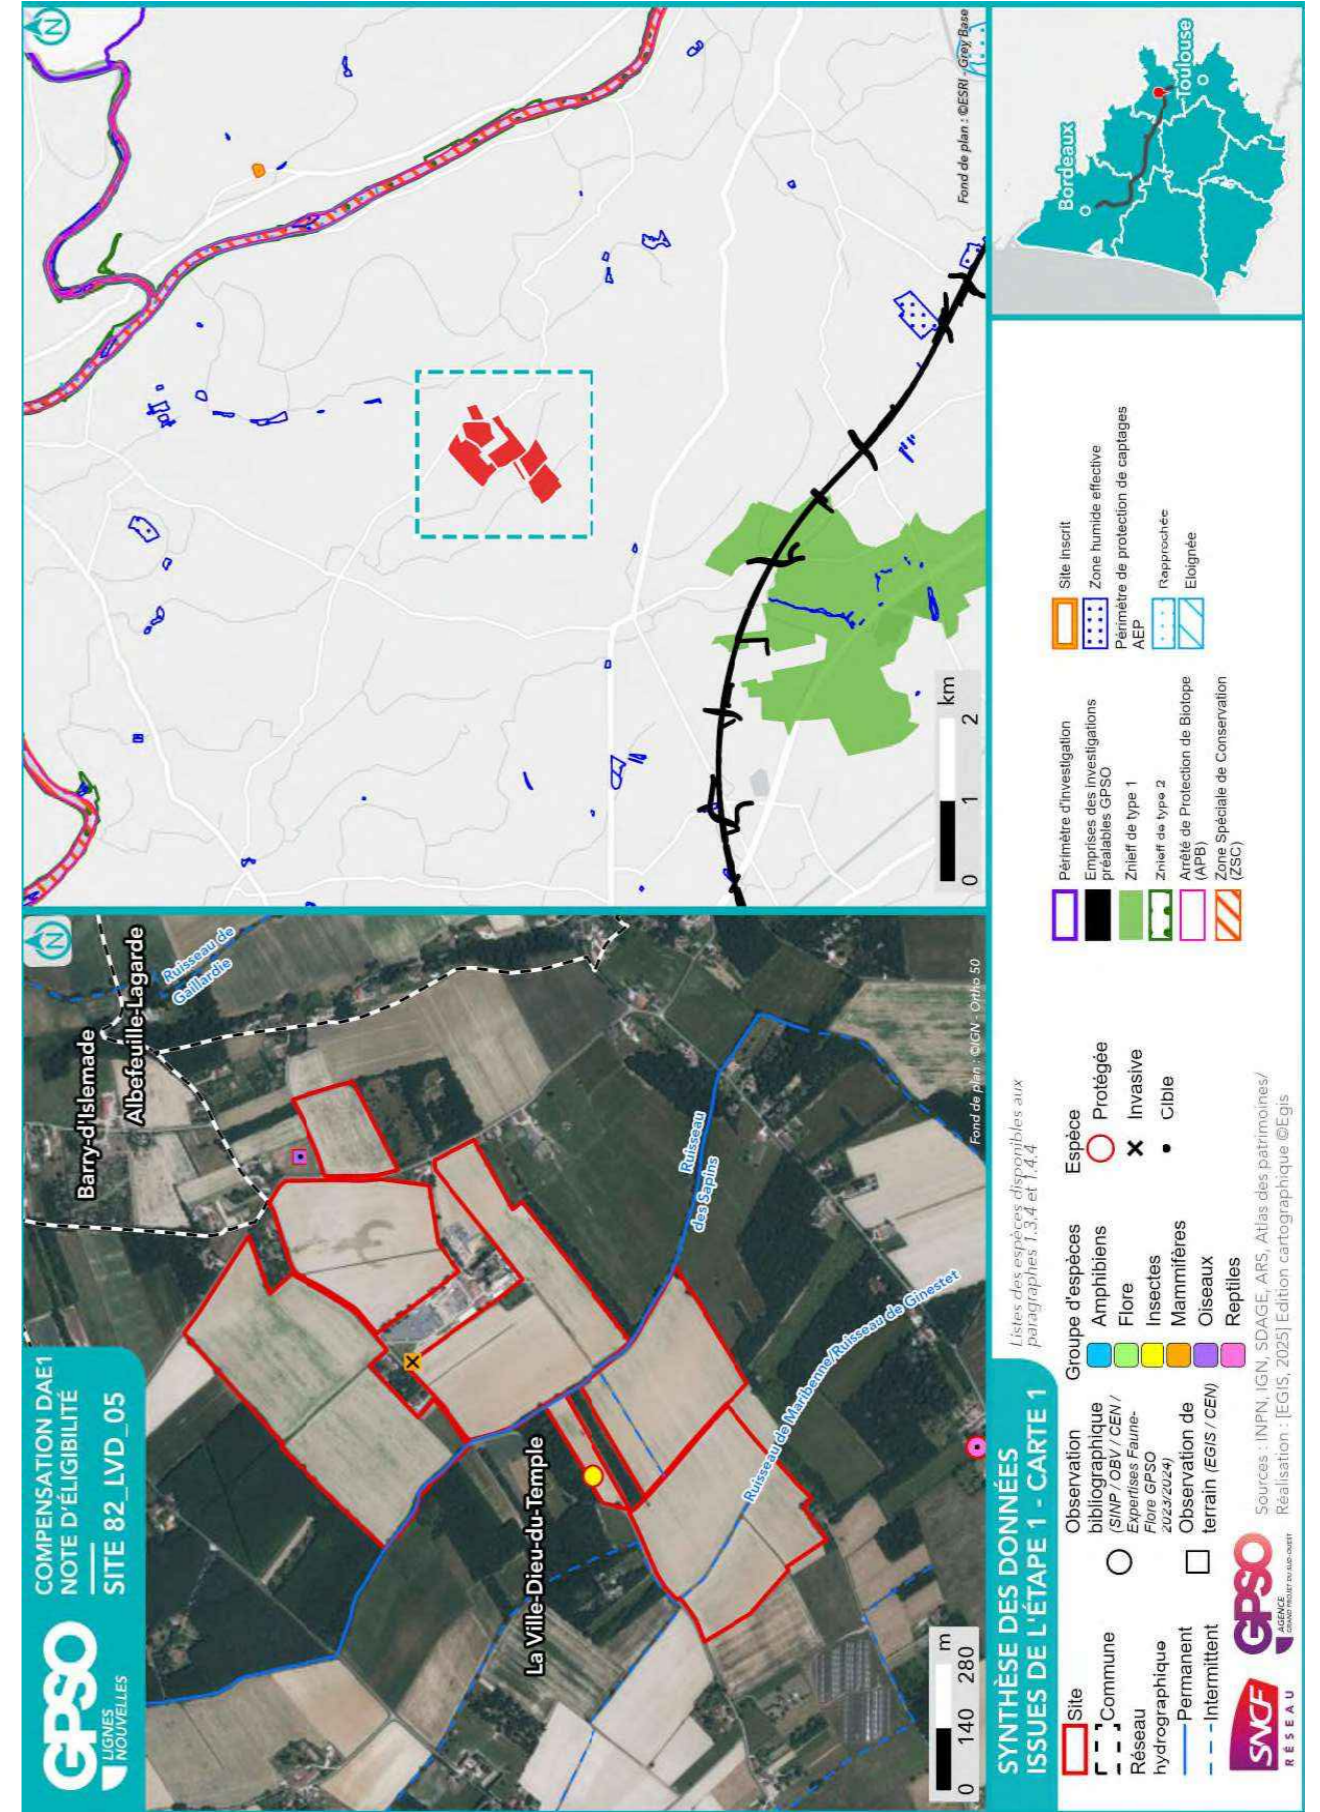 GPSO
LIGNES
NOUVELLES
COMPENSATION DAE1
NOTE D'ÉLIGIBILITÉ
SITE 82_LVD_05
N
Barry-d'Islemade
Albefeuille-Lagarde
Ruisseau de
Gaillardie
La Ville-Dieu-du-Temple
Ruisseau
des Sapins
Ruisseau de Maribenne/Ruisseau de Ginestet
0 140 280 m
Fond de plan : ©IGN - Ortho 50
N
0 1 2 km
Fond de plan : ©ESRI - Grey Base
SYNTHÈSE DES DONNÉES
ISSUES DE L'ÉTAPE 1 - CARTE 1
Listes des espèces disponibles aux
paragraphes 1.3.4 et 1.4.4
Site
Commune
Réseau
hydrographique
Permanent
Intermittent
Observation
bibliographique
(SINP / OBV / CEN /
Expertises Faune-
Flore GPSO
2023/2024)
Observation de
terrain (EGIS / CEN)
Groupe d'espèces
Amphibiens
Flore
Insectes
Mammifères
Oiseaux
Reptiles
Espèce
Protégée
Invasive
Cible
Périmètre d'investigation
Emprises des investigations
préalables GPSO
Znieff de type 1
Znieff de type 2
Arrêté de Protection de Biotope
(APB)
Zone Spéciale de Conservation
(ZSC)
Site Inscrit
Zone humide effective
Périmètre de protection de captages
AEP
Rapprochée
Eloignée
SNCF
RÉSEAU
GPSO
AGENCE
GRAND PROJET DU SUD-OUEST
Sources : INPN, IGN, SDAGE, ARS, Atlas des patrimoines/
Réalisation : [EGIS, 2025] Edition cartographique ©Egis
Bordeaux
Toulouse